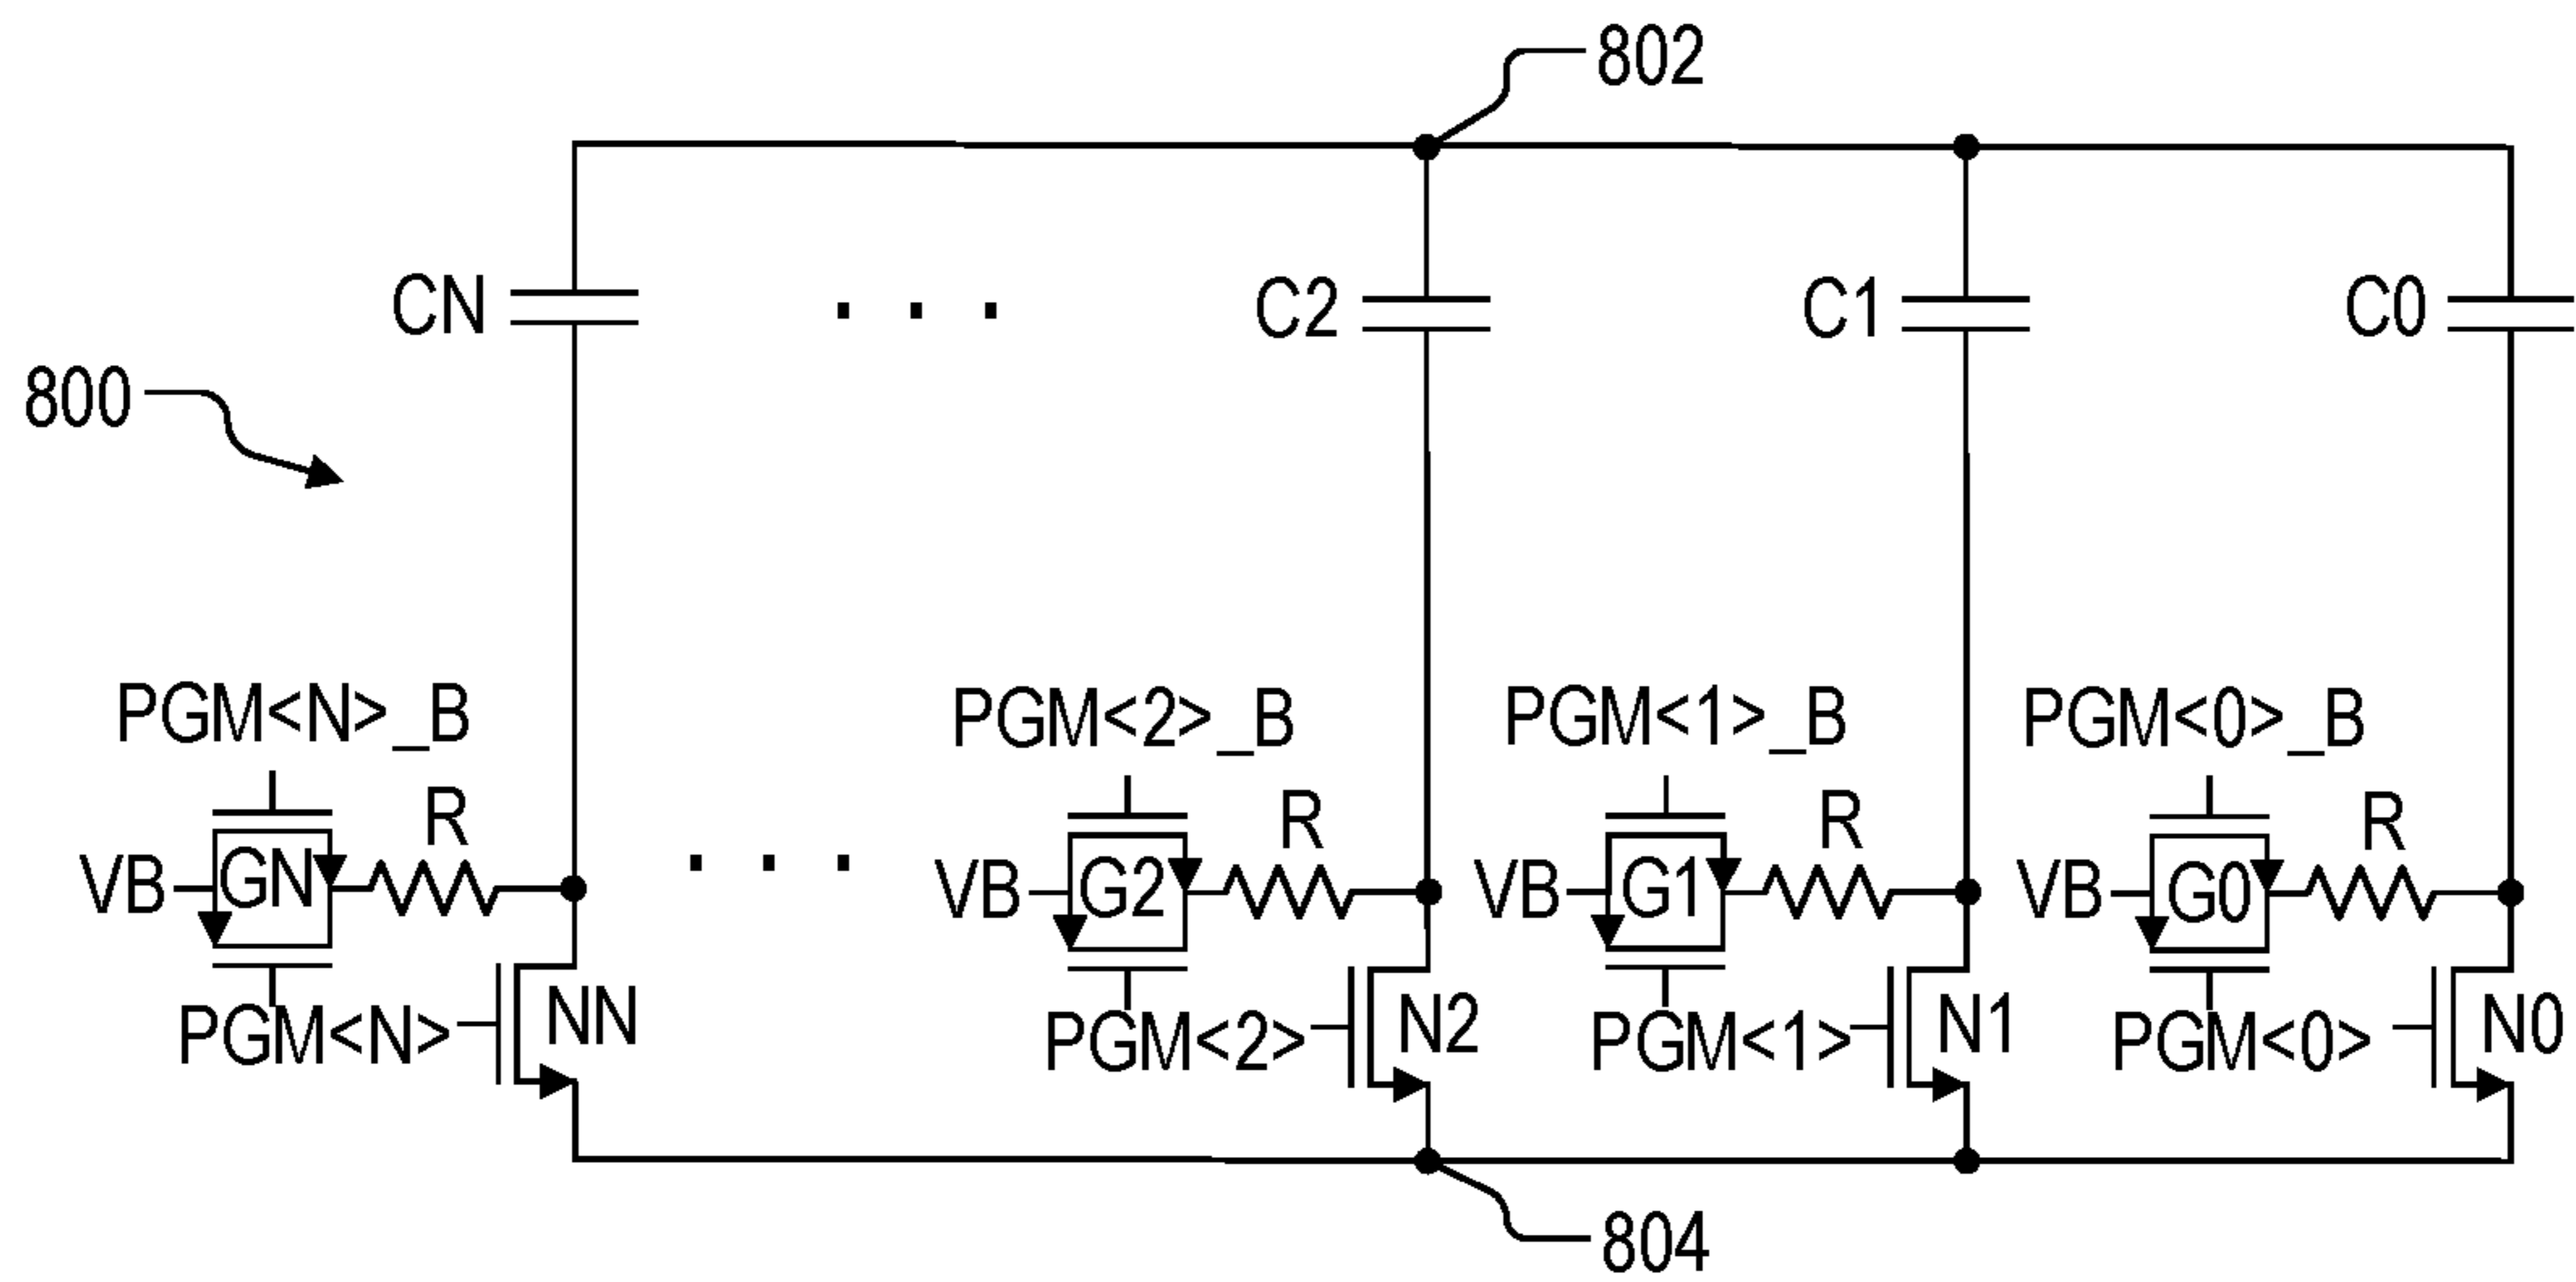 802
CN
. . .
C2
C1
C0
800
PGM<N>_B
PGM<2>_B
PGM<1>_B
PGM<0>_B
R
R
R
R
VB
GN
. . .
VB
G2
VB
G1
VB
G0
PGM<N>
NN
PGM<2>
N2
PGM<1>
N1
PGM<0>
N0
804